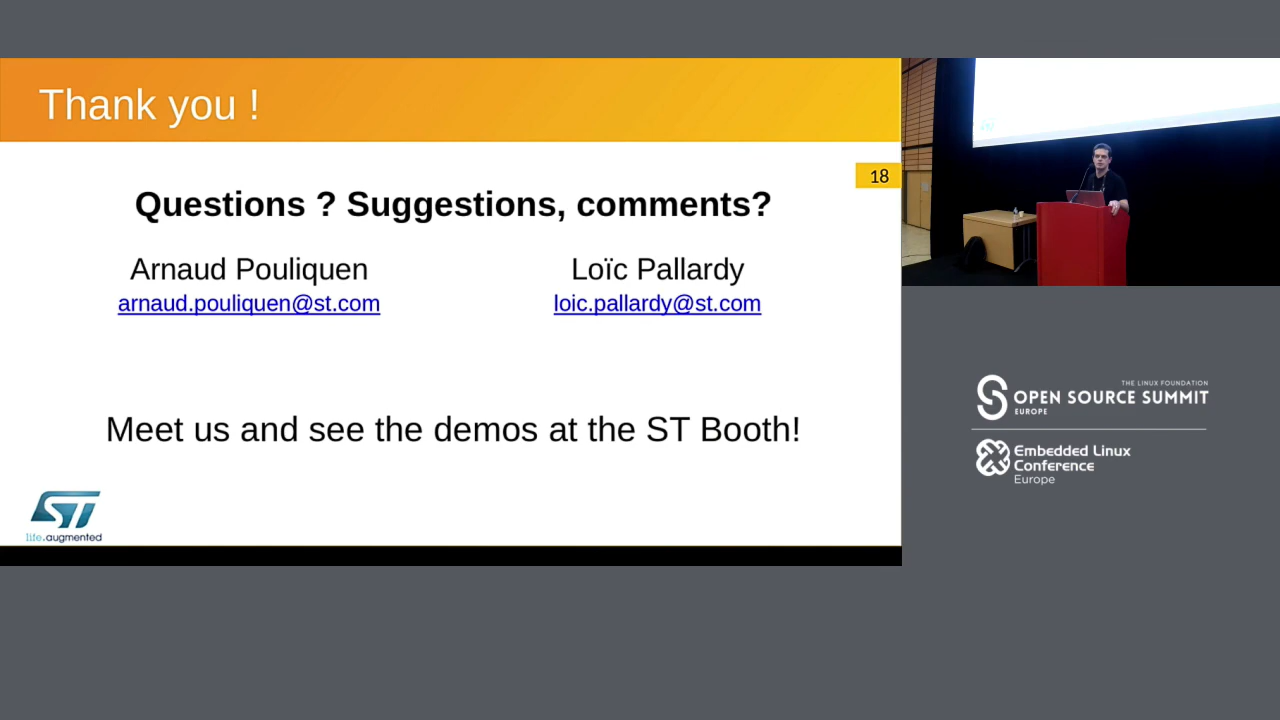 Thank you !
18
Questions ? Suggestions, comments?
Arnaud Pouliquen
arnaud.pouliquen@st.com
Loïc Pallardy
loic.pallardy@st.com
Meet us and see the demos at the ST Booth!
ST
life.augmented
THE LINUX FOUNDATION
OPEN SOURCE SUMMIT
EUROPE
Embedded Linux
Conference
Europe